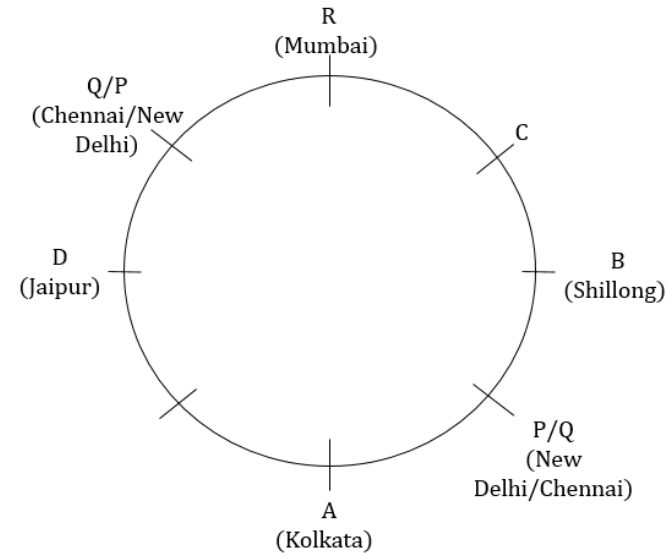 R
(Mumbai)
Q/P
(Chennai/New
Delhi)
C
D
(Jaipur)
B
(Shillong)
P/Q
(New
Delhi/Chennai)
A
(Kolkata)